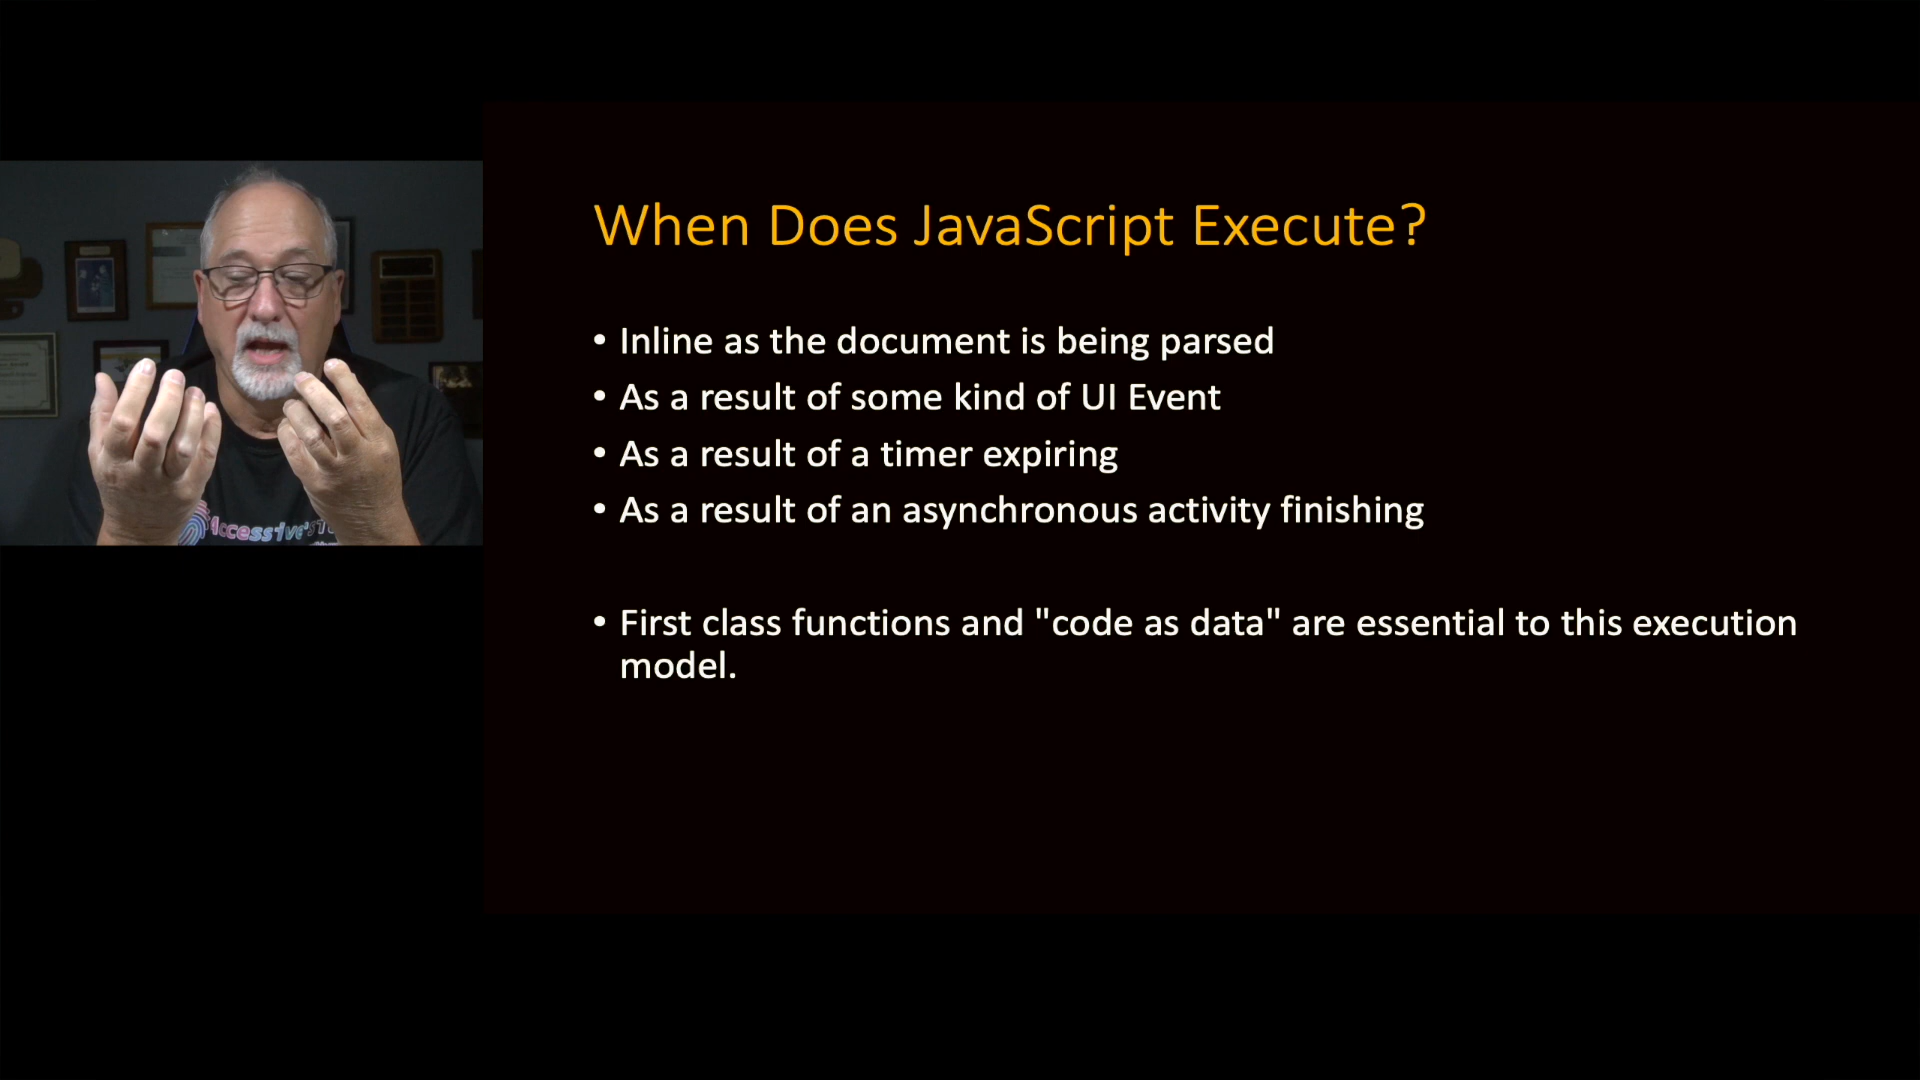 When Does JavaScript Execute?
• Inline as the document is being parsed
• As a result of some kind of UI Event
• As a result of a timer expiring
• As a result of an asynchronous activity finishing
• First class functions and "code as data" are essential to this execution
model.